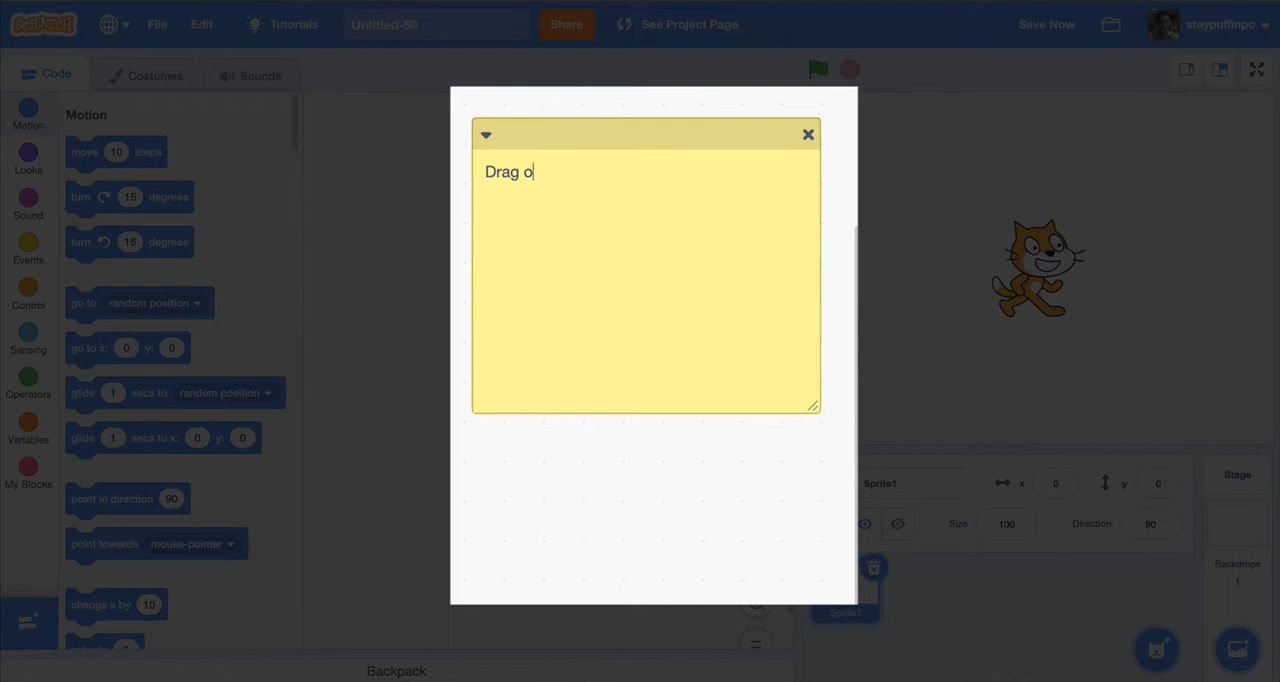 SCRATCH
File
Edit
Tutorials
Untitled-39
Share
See Project Page
Save Now
staypuffinpc
Code
Costumes
Sounds
Motion
Looks
Sound
Events
Control
Sensing
Operators
Variables
My Blocks
Motion
move 10 steps
turn 15 degrees
turn 15 degrees
go to random position
go to x: 0 y: 0
glide 1 secs to random position
glide 1 secs to x: 0 y: 0
point in direction 90
point towards mouse-pointer
change x by 10
Drag o
Sprite1
x 0
y 0
Size 100
Direction 90
Sprite1
Stage
Backdrops
1
Backpack